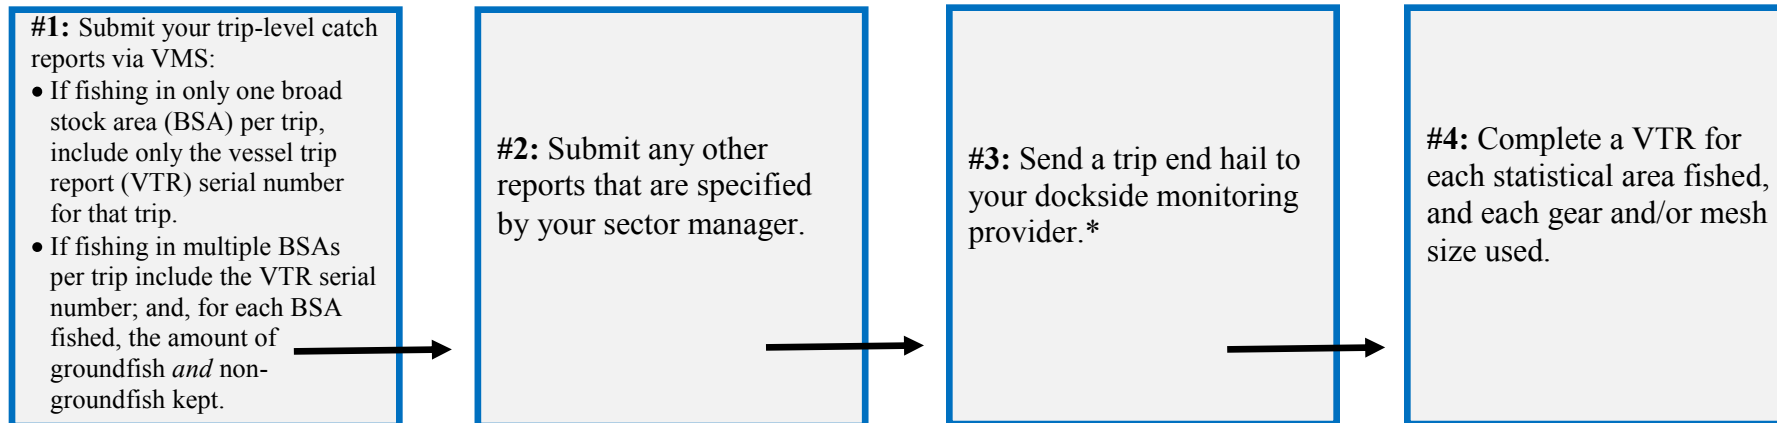 #1: Submit your trip-level catch
reports via VMS:
• If fishing in only one broad
stock area (BSA) per trip,
include only the vessel trip
report (VTR) serial number
for that trip.
• If fishing in multiple BSAs
per trip include the VTR serial
number; and, for each BSA
fished, the amount of
groundfish and non-
groundfish kept.
#2: Submit any other
reports that are specified
by your sector manager.
#3: Send a trip end hail to
your dockside monitoring
provider.*
#4: Complete a VTR for
each statistical area fished,
and each gear and/or mesh
size used.